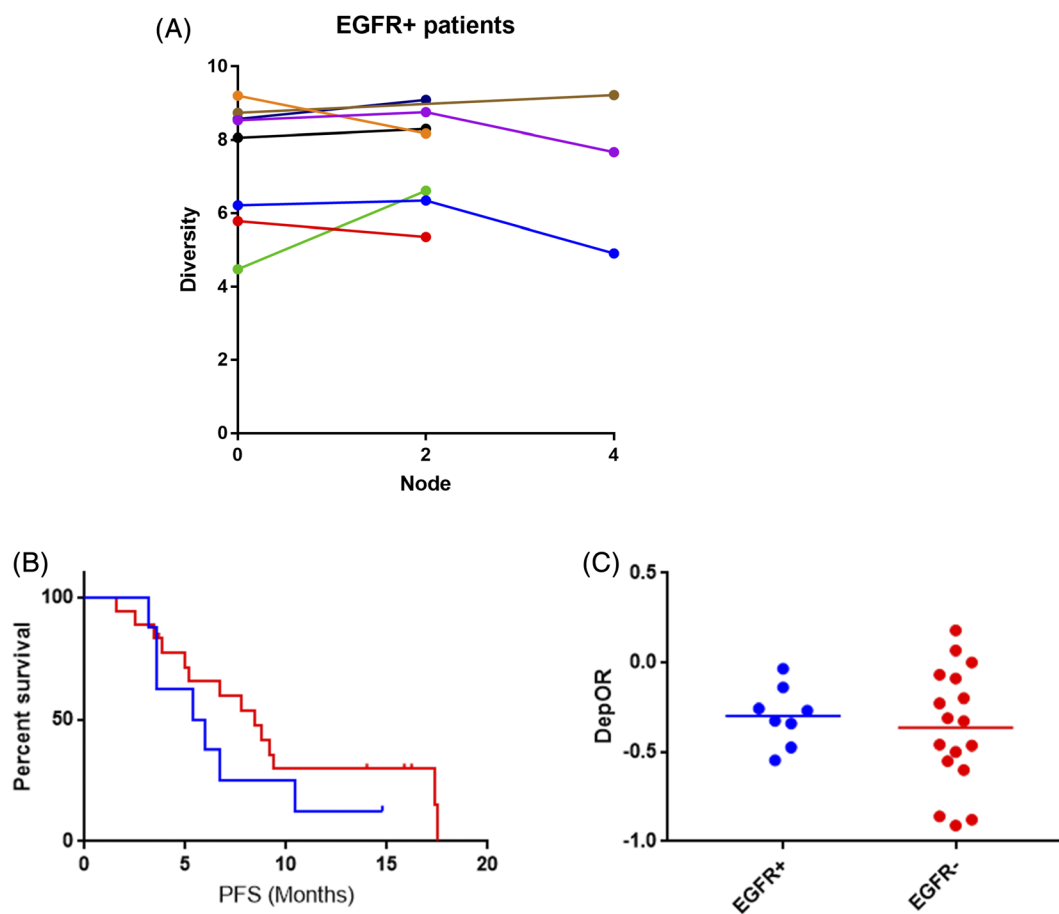 (A)
EGFR+ patients
10
8
6
4
2
0
Diversity
0 2 4
Node
(B)
100
50
0
Percent survival
0 5 10 15 20
PFS (Months)
(C)
0.5
0.0
-0.5
-1.0
DepOR
EGFR+
EGFR-